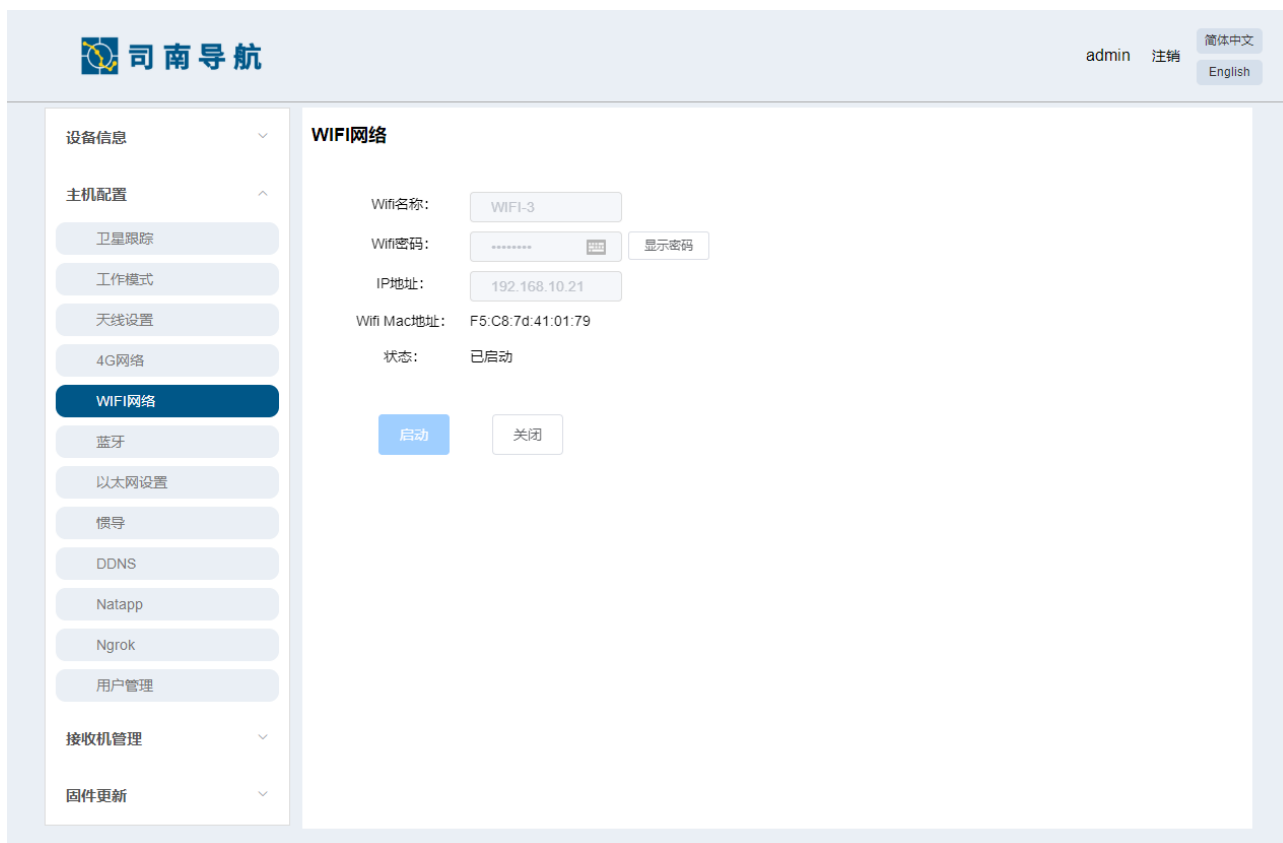 司南导航
admin 注销 简体中文
English
设备信息
主机配置
卫星跟踪
工作模式
天线设置
4G网络
WIFI网络
蓝牙
以太网设置
惯导
DDNS
Natapp
Ngrok
用户管理
接收机管理
固件更新
WIFI网络
Wifi名称： WIFI-3
Wifi密码： ········ 显示密码
IP地址： 192.168.10.21
Wifi Mac地址： F5:C8:7d:41:01:79
状态： 已启动
启动 关闭